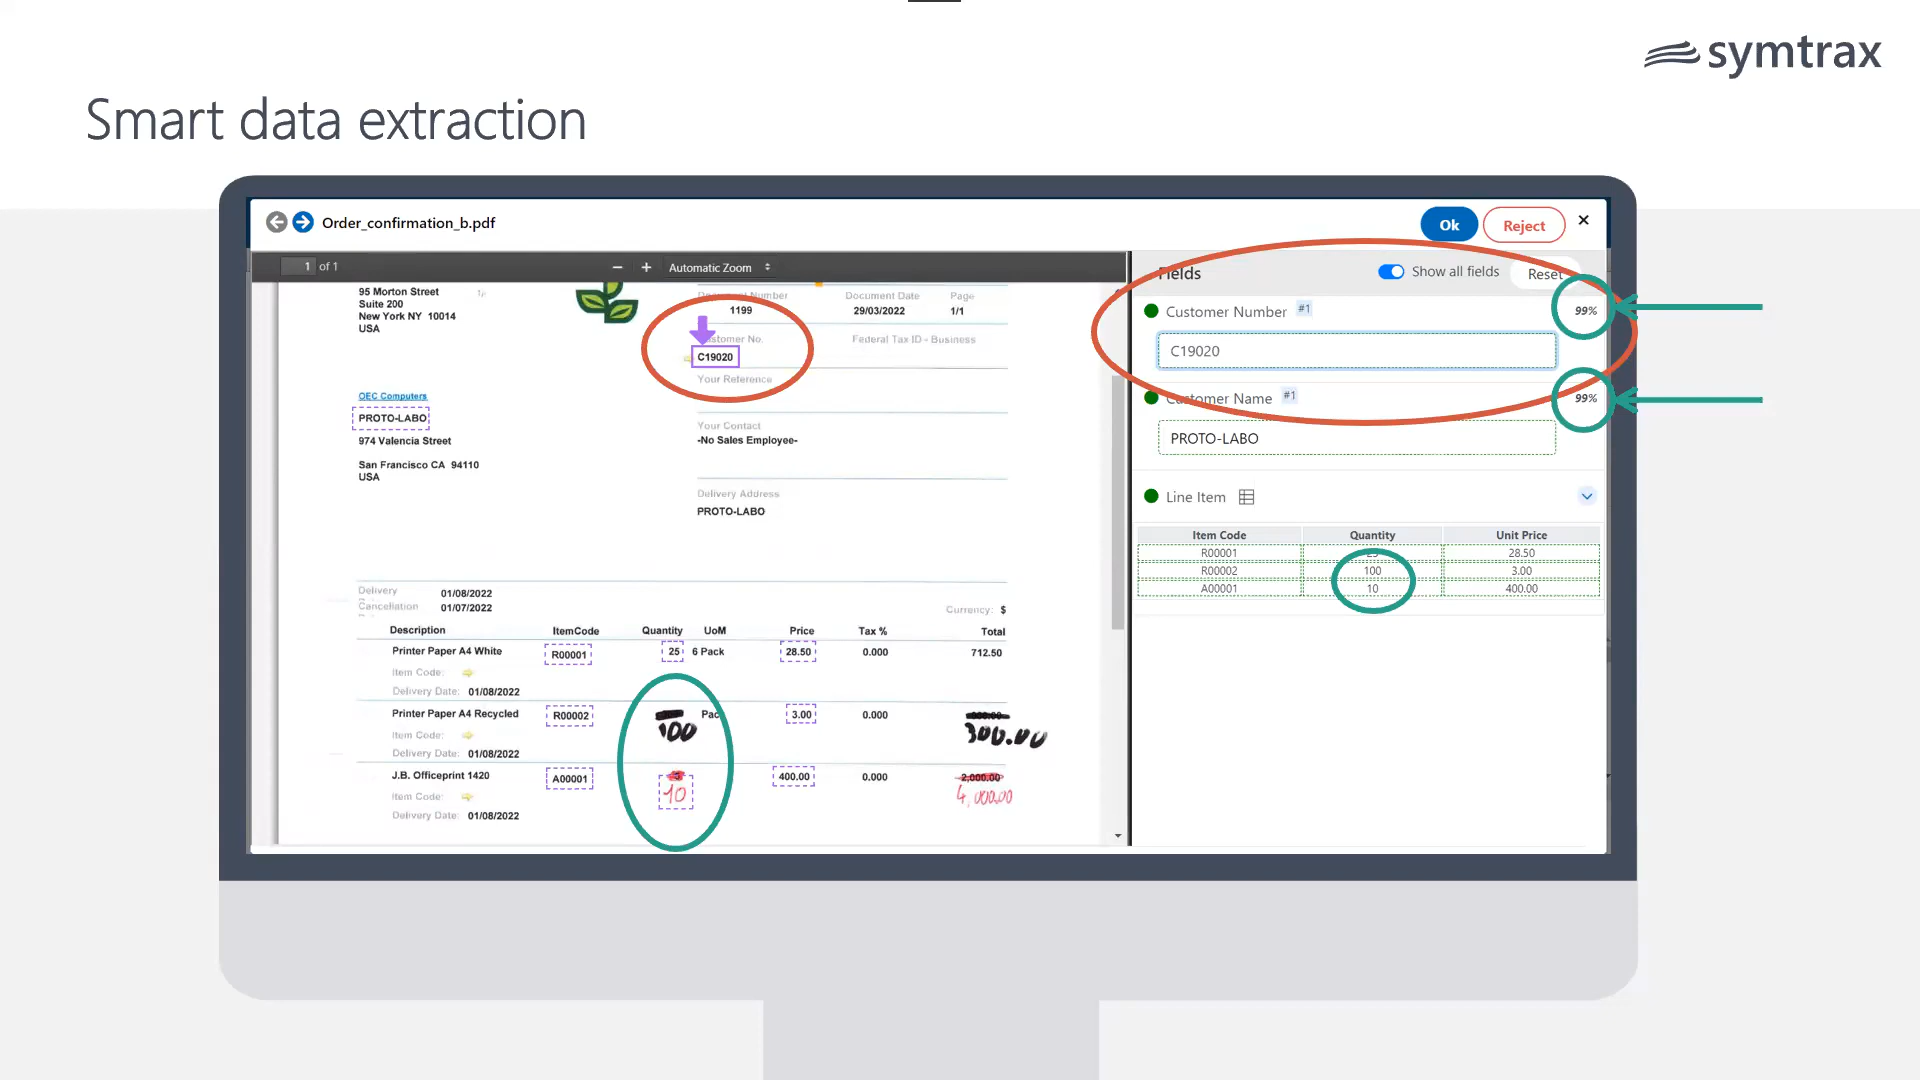 symtrax
Smart data extraction
Order_confirmation_b.pdf
Ok
Reject
1 of 1
Automatic Zoom
95 Morton Street
Suite 200
New York NY 10014
USA
Document Number
Document Date
Page
1199
29/03/2022
1/1
Customer No.
Federal Tax ID - Business
C19020
Your Reference
OEC Computers
PROTO-LABO
974 Valencia Street
San Francisco CA 94110
USA
Your Contact
-No Sales Employee-
Delivery Address
PROTO-LABO
Delivery 01/08/2022
Cancellation 01/07/2022
Currency: $
Description ItemCode Quantity UoM Price Tax % Total
Printer Paper A4 White R00001 25 6 Pack 28.50 0.000 712.50
Item Code:
Delivery Date: 01/08/2022
Printer Paper A4 Recycled R00002 Pac 3.00 0.000
100 300.00
Item Code:
Delivery Date: 01/08/2022
J.B. Officeprint 1420 A00001 400.00 0.000 2,000.00
10 4,000.00
Item Code:
Delivery Date: 01/08/2022
Fields
Show all fields
Reset
Customer Number #1 99%
C19020
Customer Name #1 99%
PROTO-LABO
Line Item
Item Code Quantity Unit Price
R00001 25 28.50
R00002 100 3.00
A00001 10 400.00